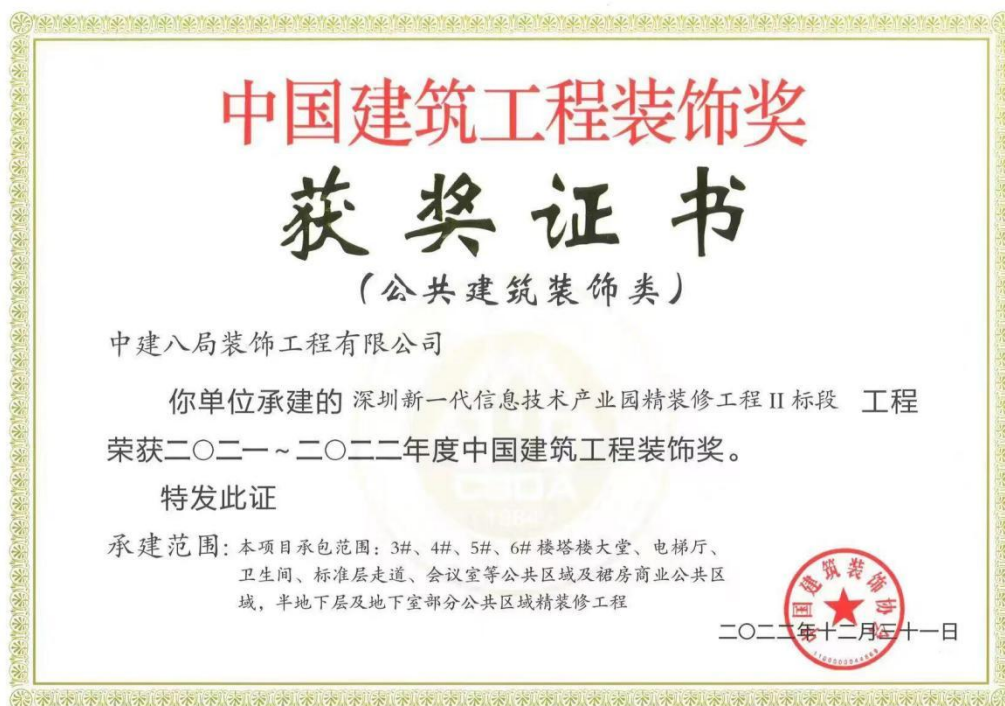 中国建筑工程装饰奖
获奖证书
(公共建筑装饰类)
中建八局装饰工程有限公司
你单位承建的 深圳新一代信息技术产业园精装修工程 II 标段 工程
荣获二〇二一~二〇二二年度中国建筑工程装饰奖。
特发此证
承建范围:本项目承包范围:3#、4#、5#、6# 楼塔楼大堂、电梯厅、
卫生间、标准层走道、会议室等公共区域及裙房商业公共区
域,半地下层及地下室部分公共区域精装修工程
中国建筑装饰协会
二〇二二年十二月三十一日